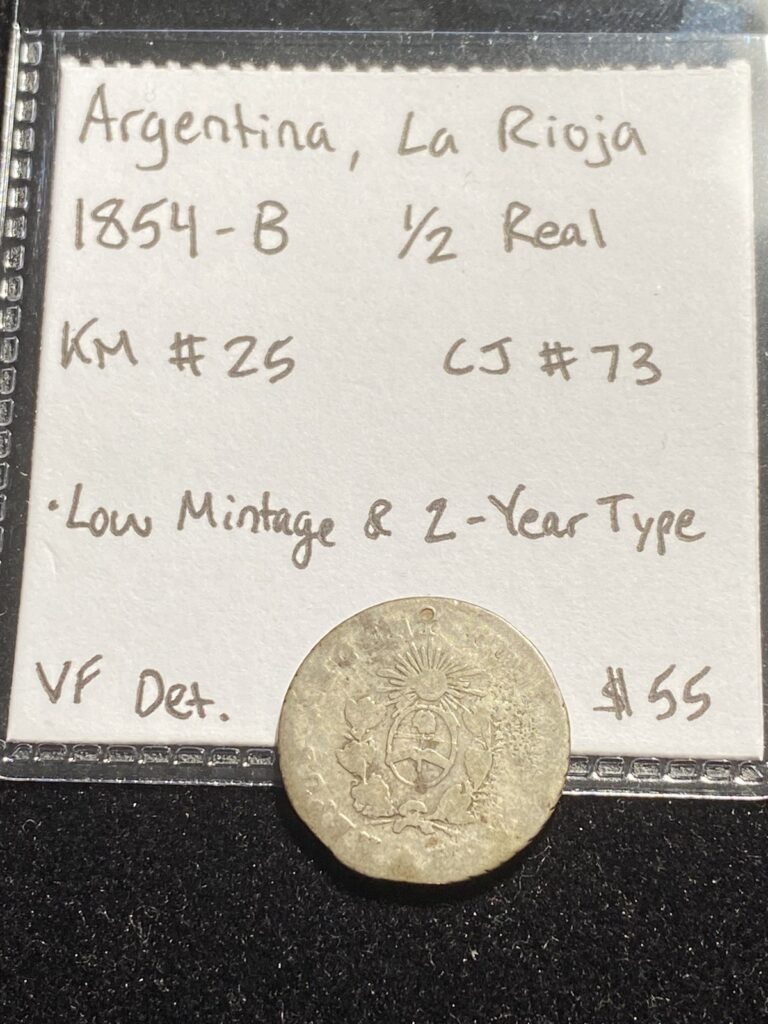 Argentina, La Rioja
1854-B ½ Real
KM #25 CJ #73
·Low Mintage & 2-Year Type
VF Det. $55